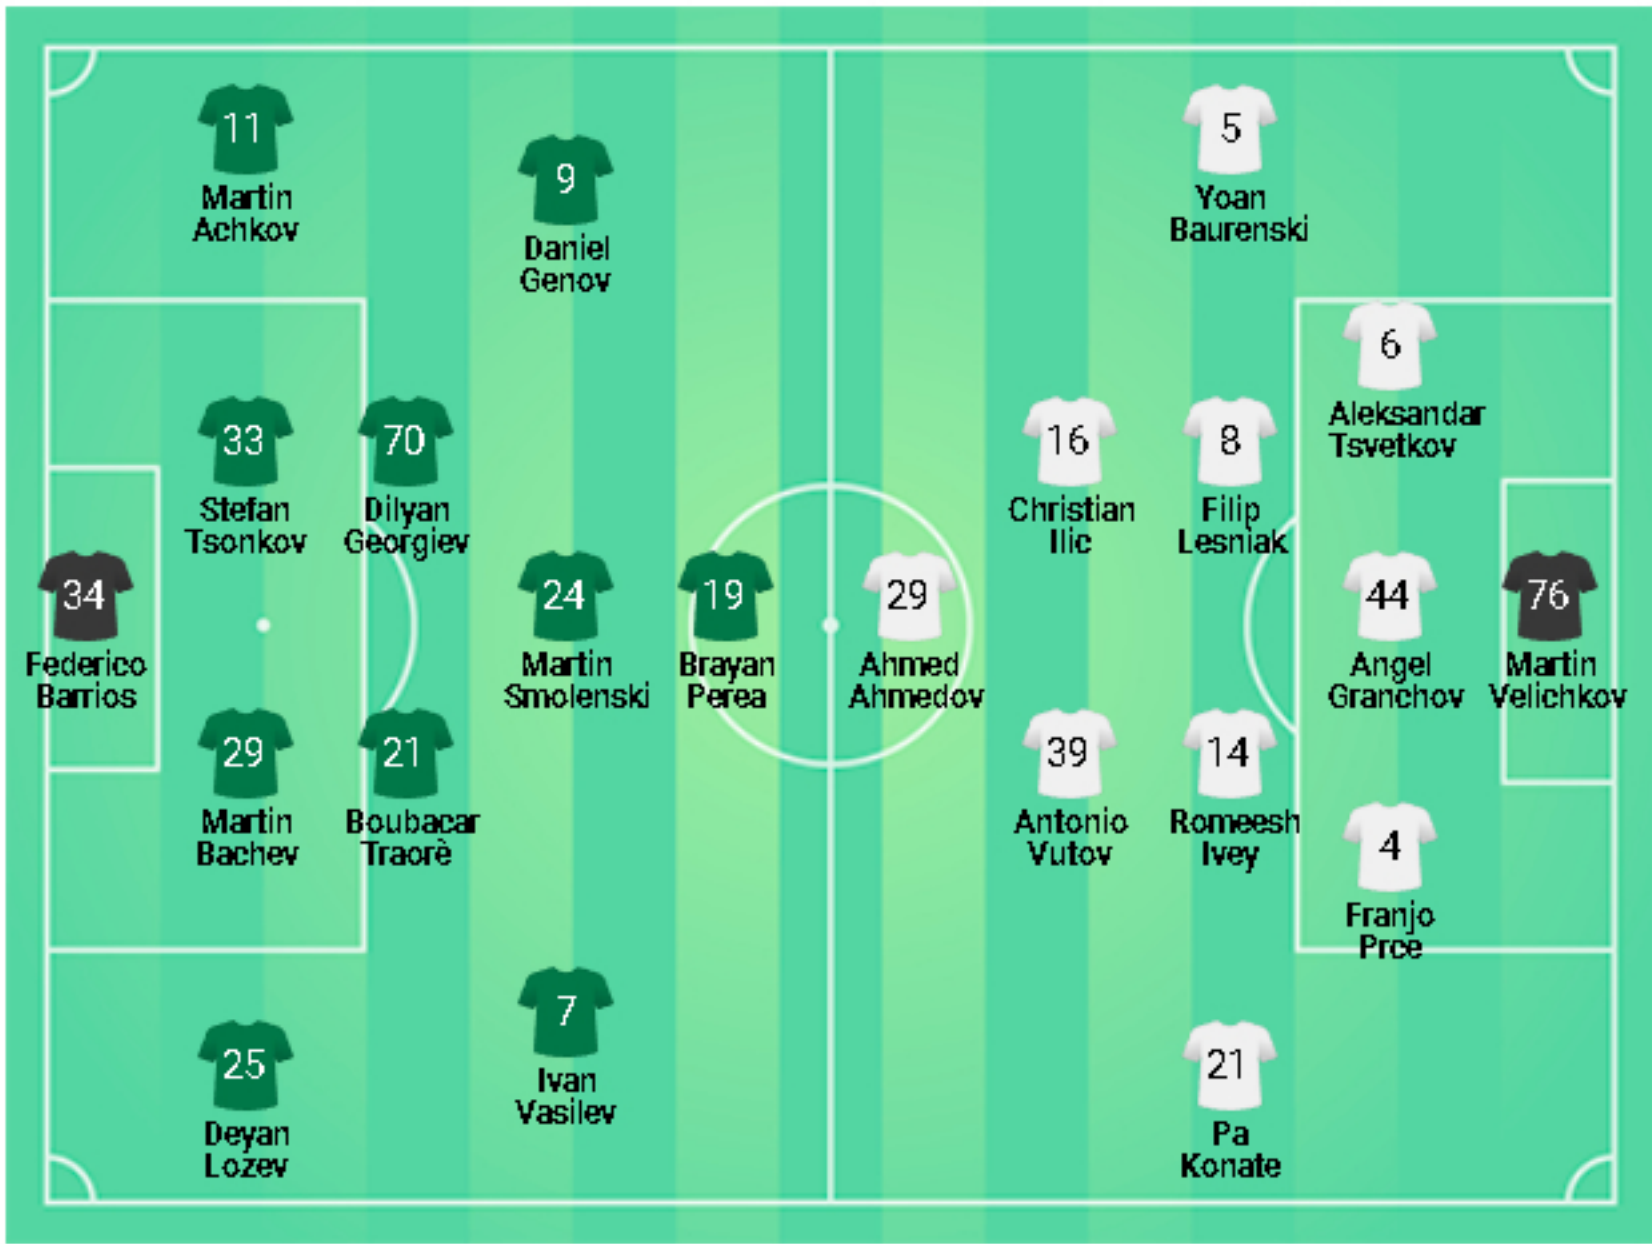 11
Martin
Achkov
9
Daniel
Genov
5
Yoan
Baurenski
6
Aleksandar
Tsvetkov
33
Stefan
Tsonkov
70
Dilyan
Georgiev
16
Christian
Ilic
8
Filip
Lesniak
34
Federico
Barrios
24
Martin
Smolenski
19
Brayan
Perea
29
Ahmed
Ahmedov
44
Angel
Granchov
76
Martin
Velichkov
29
Martin
Bachev
21
Boubacar
Traorè
39
Antonio
Vutov
14
Romeesh
Ivey
4
Franjo
Prce
7
Ivan
Vasilev
25
Deyan
Lozev
21
Pa
Konate